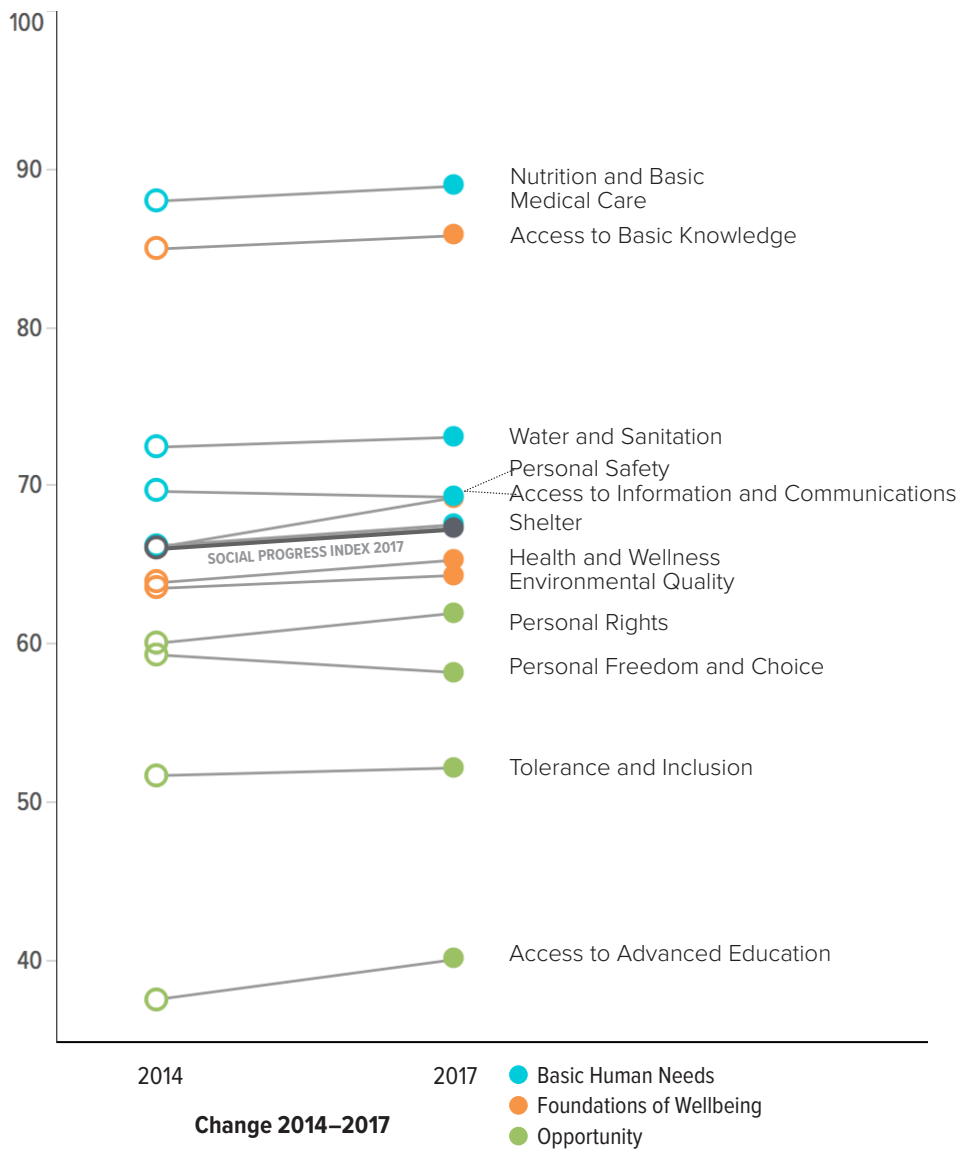 100
90
80
70
60
50
40
Nutrition and Basic
Medical Care
Access to Basic Knowledge
Water and Sanitation
Personal Safety
Access to Information and Communications
Shelter
SOCIAL PROGRESS INDEX 2017
Health and Wellness
Environmental Quality
Personal Rights
Personal Freedom and Choice
Tolerance and Inclusion
Access to Advanced Education
2014
2017
Change 2014–2017
Basic Human Needs
Foundations of Wellbeing
Opportunity